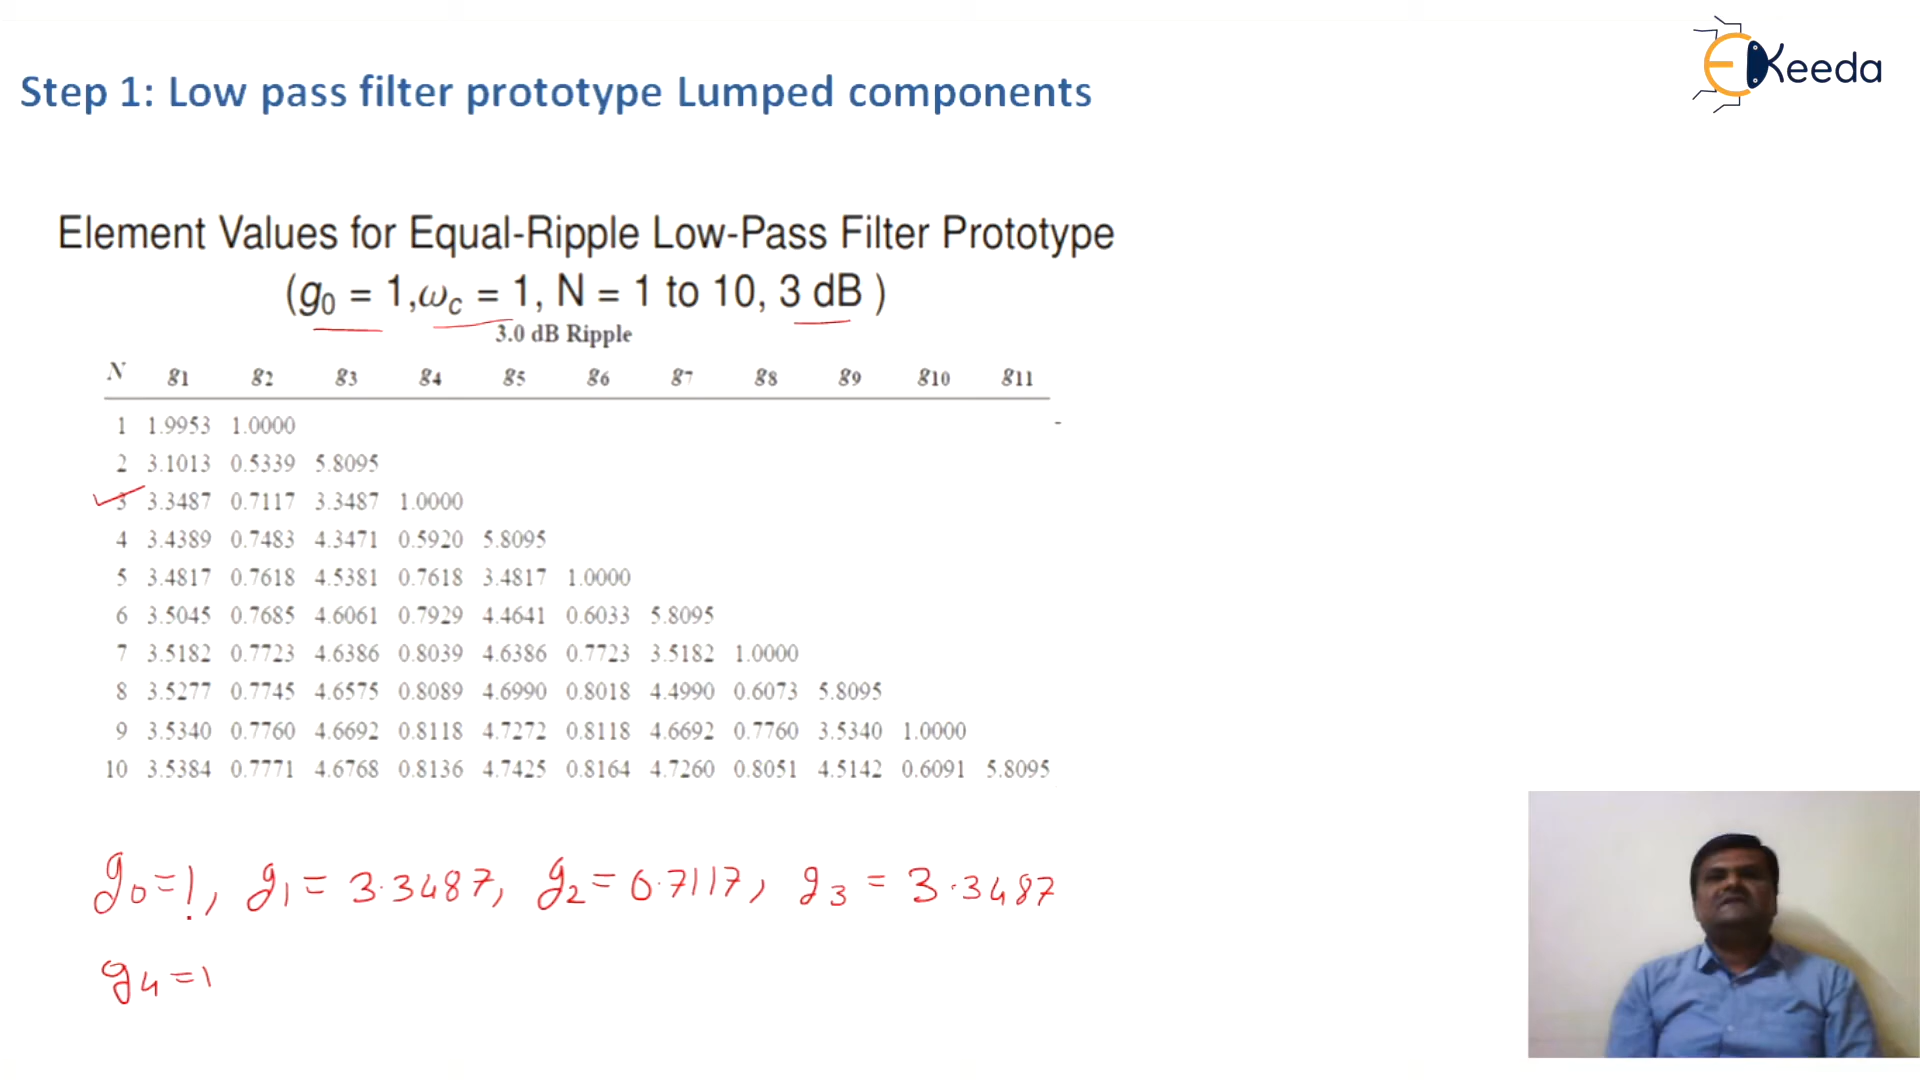 EKeeda
Step 1: Low pass filter prototype Lumped components
Element Values for Equal-Ripple Low-Pass Filter Prototype
(g0 = 1,ωc = 1, N = 1 to 10, 3 dB )
3.0 dB Ripple
N g1 g2 g3 g4 g5 g6 g7 g8 g9 g10 g11
1 1.9953 1.0000
2 3.1013 0.5339 5.8095
3 3.3487 0.7117 3.3487 1.0000
4 3.4389 0.7483 4.3471 0.5920 5.8095
5 3.4817 0.7618 4.5381 0.7618 3.4817 1.0000
6 3.5045 0.7685 4.6061 0.7929 4.4641 0.6033 5.8095
7 3.5182 0.7723 4.6386 0.8039 4.6386 0.7723 3.5182 1.0000
8 3.5277 0.7745 4.6575 0.8089 4.6990 0.8018 4.4990 0.6073 5.8095
9 3.5340 0.7760 4.6692 0.8118 4.7272 0.8118 4.6692 0.7760 3.5340 1.0000
10 3.5384 0.7771 4.6768 0.8136 4.7425 0.8164 4.7260 0.8051 4.5142 0.6091 5.8095
g0=1, g1= 3.3487, g2= 0.7117, g3 = 3.3487
g4=1